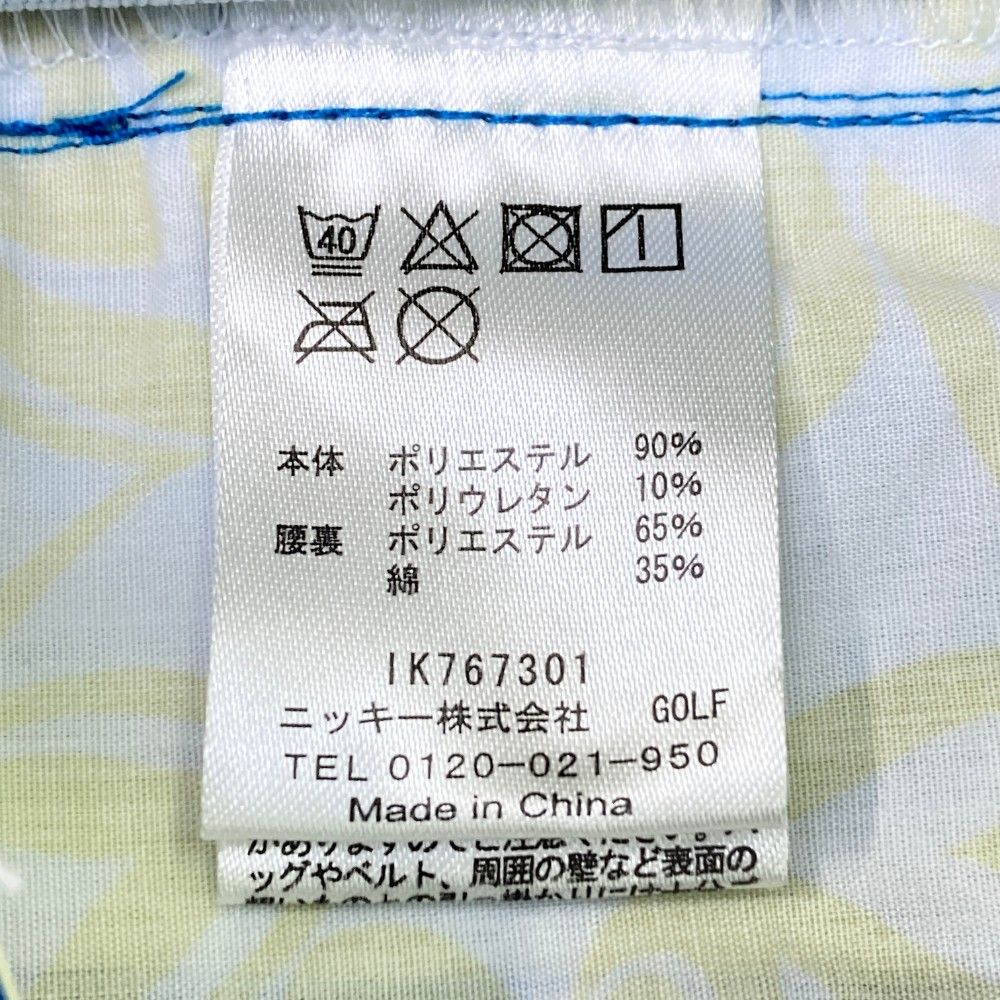 40
本体 ポリエステル 90%
ポリウレタン 10%
腰裏 ポリエステル 65%
綿 35%
IK767301
ニッキー株式会社 GOLF
TEL 0120-021-950
Made in China
ッグやベルト、周囲の壁など表面の